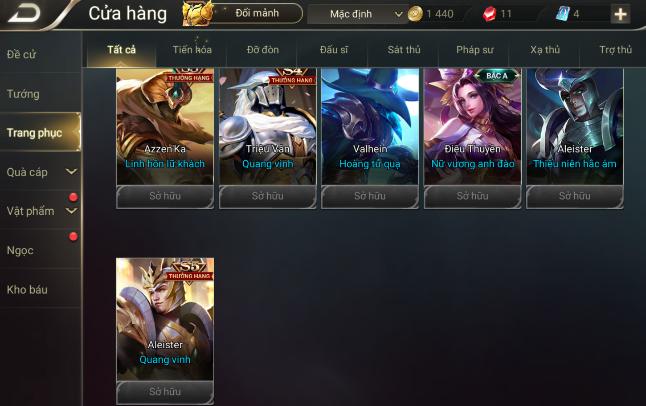 Cửa hàng
Đổi mảnh
Mặc định
1 440
11
4
Đề cử
Tướng
Trang phục
Quà cáp
Vật phẩm
Ngọc
Kho báu
Tất cả
Tiến hóa
Đỡ đòn
Đấu sĩ
Sát thủ
Pháp sư
Xạ thủ
Trợ thủ
THƯỞNG HẠNG
Azzen'Ka
Linh hồn lữ khách
Sở hữu
S4
THƯỞNG HẠNG
Triệu Vân
Quang vinh
Sở hữu
Valhein
Hoàng tử quạ
Sở hữu
BẬC A
Điêu Thuyền
Nữ vương anh đào
Sở hữu
Aleister
Thiếu niên hắc ám
Sở hữu
S5
THƯỞNG HẠNG
Aleister
Quang vinh
Sở hữu